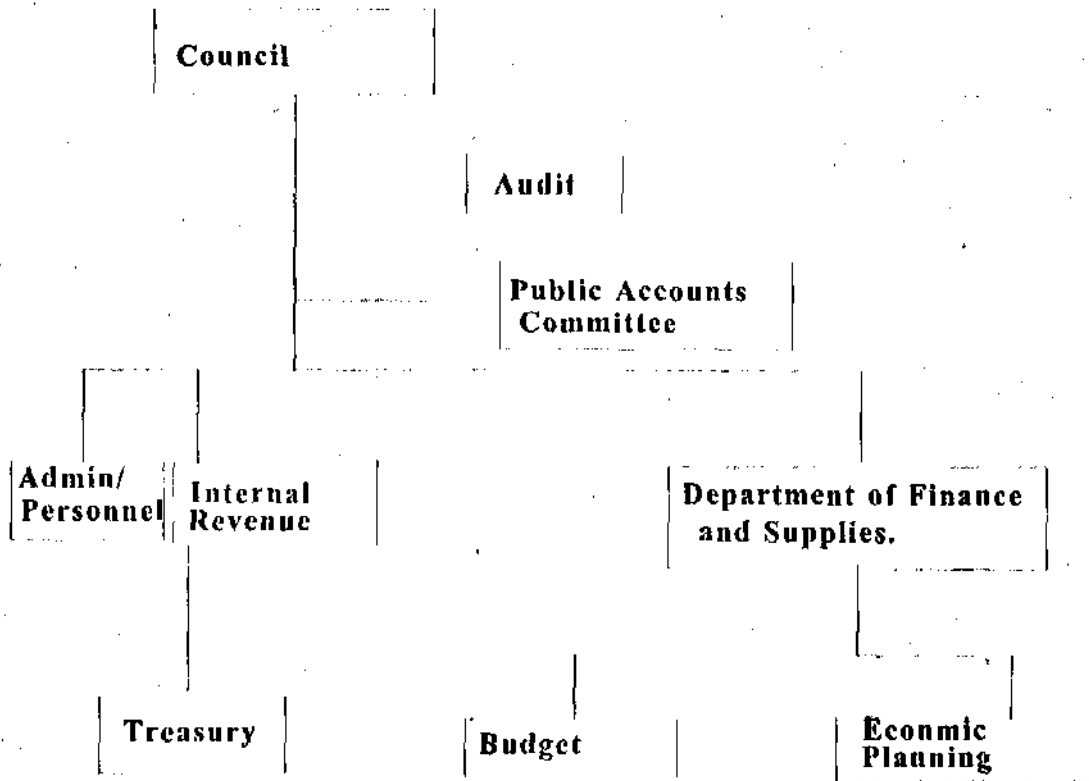 Council
Audit
Public Accounts
Committee
Admin/
Personnel
Internal
Revenue
Department of Finance
and Supplies.
Treasury
Budget
Econmic
Planning